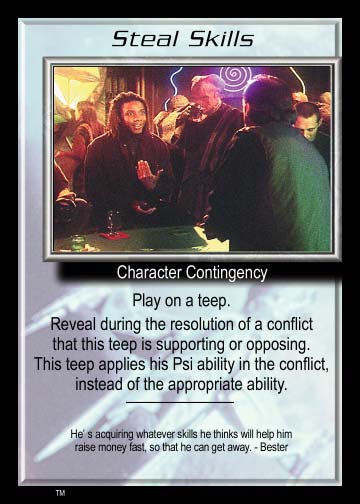 Steal Skills
Character Contingency
Play on a teep.
Reveal during the resolution of a conflict
that this teep is supporting or opposing.
This teep applies his Psi ability in the conflict,
instead of the appropriate ability.
He' s acquiring whatever skills he thinks will help him
raise money fast, so that he can get away. - Bester
TM